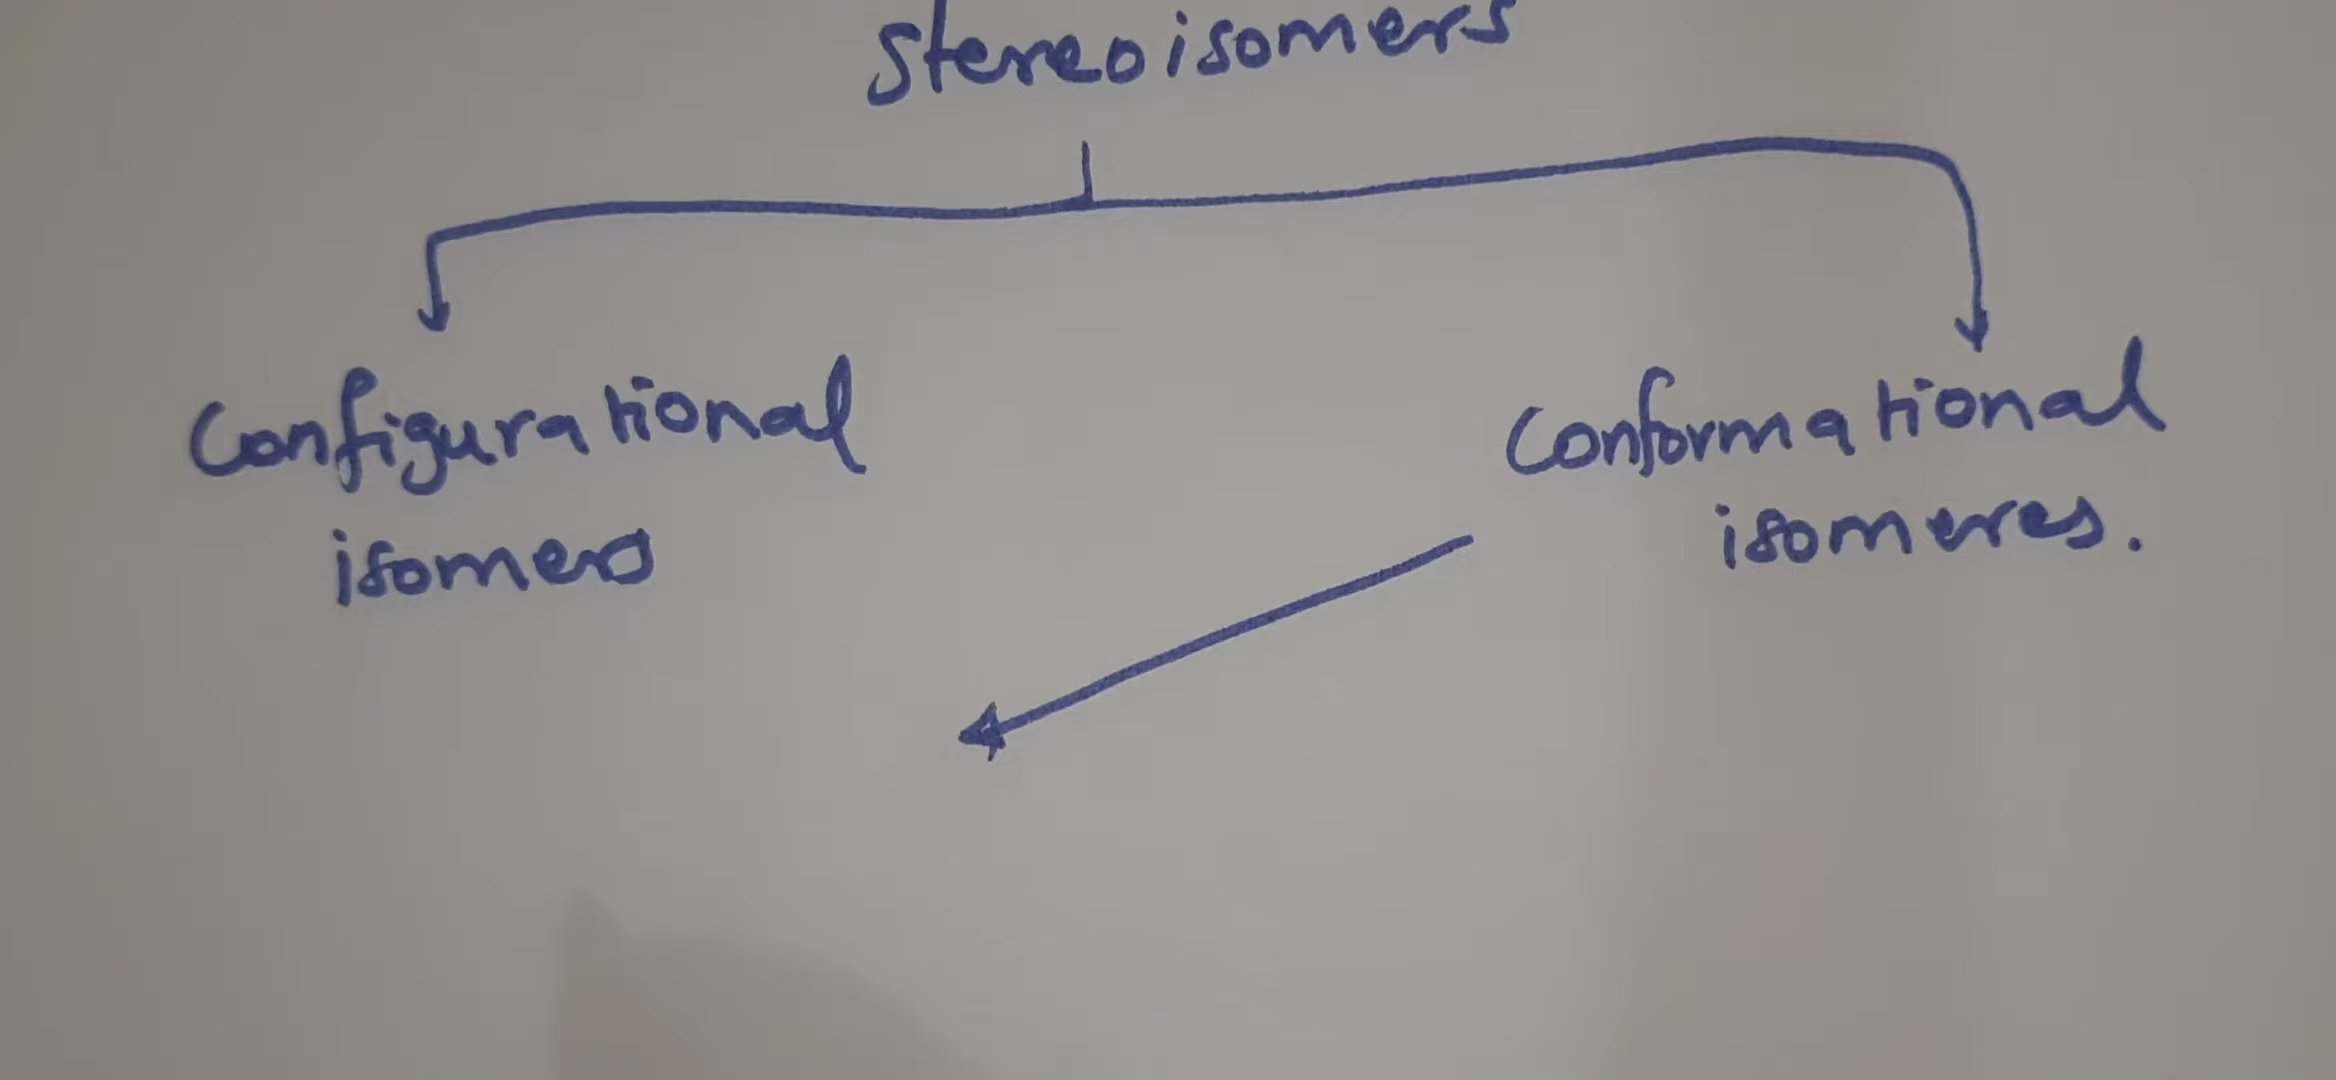 Stereoisomers
Configurational
isomers
Conformational
isomeres.